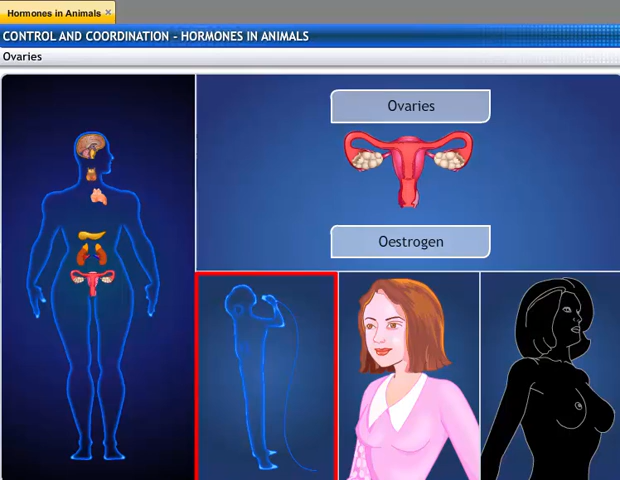 Hormones in Animals
CONTROL AND COORDINATION - HORMONES IN ANIMALS
Ovaries
Ovaries
Oestrogen